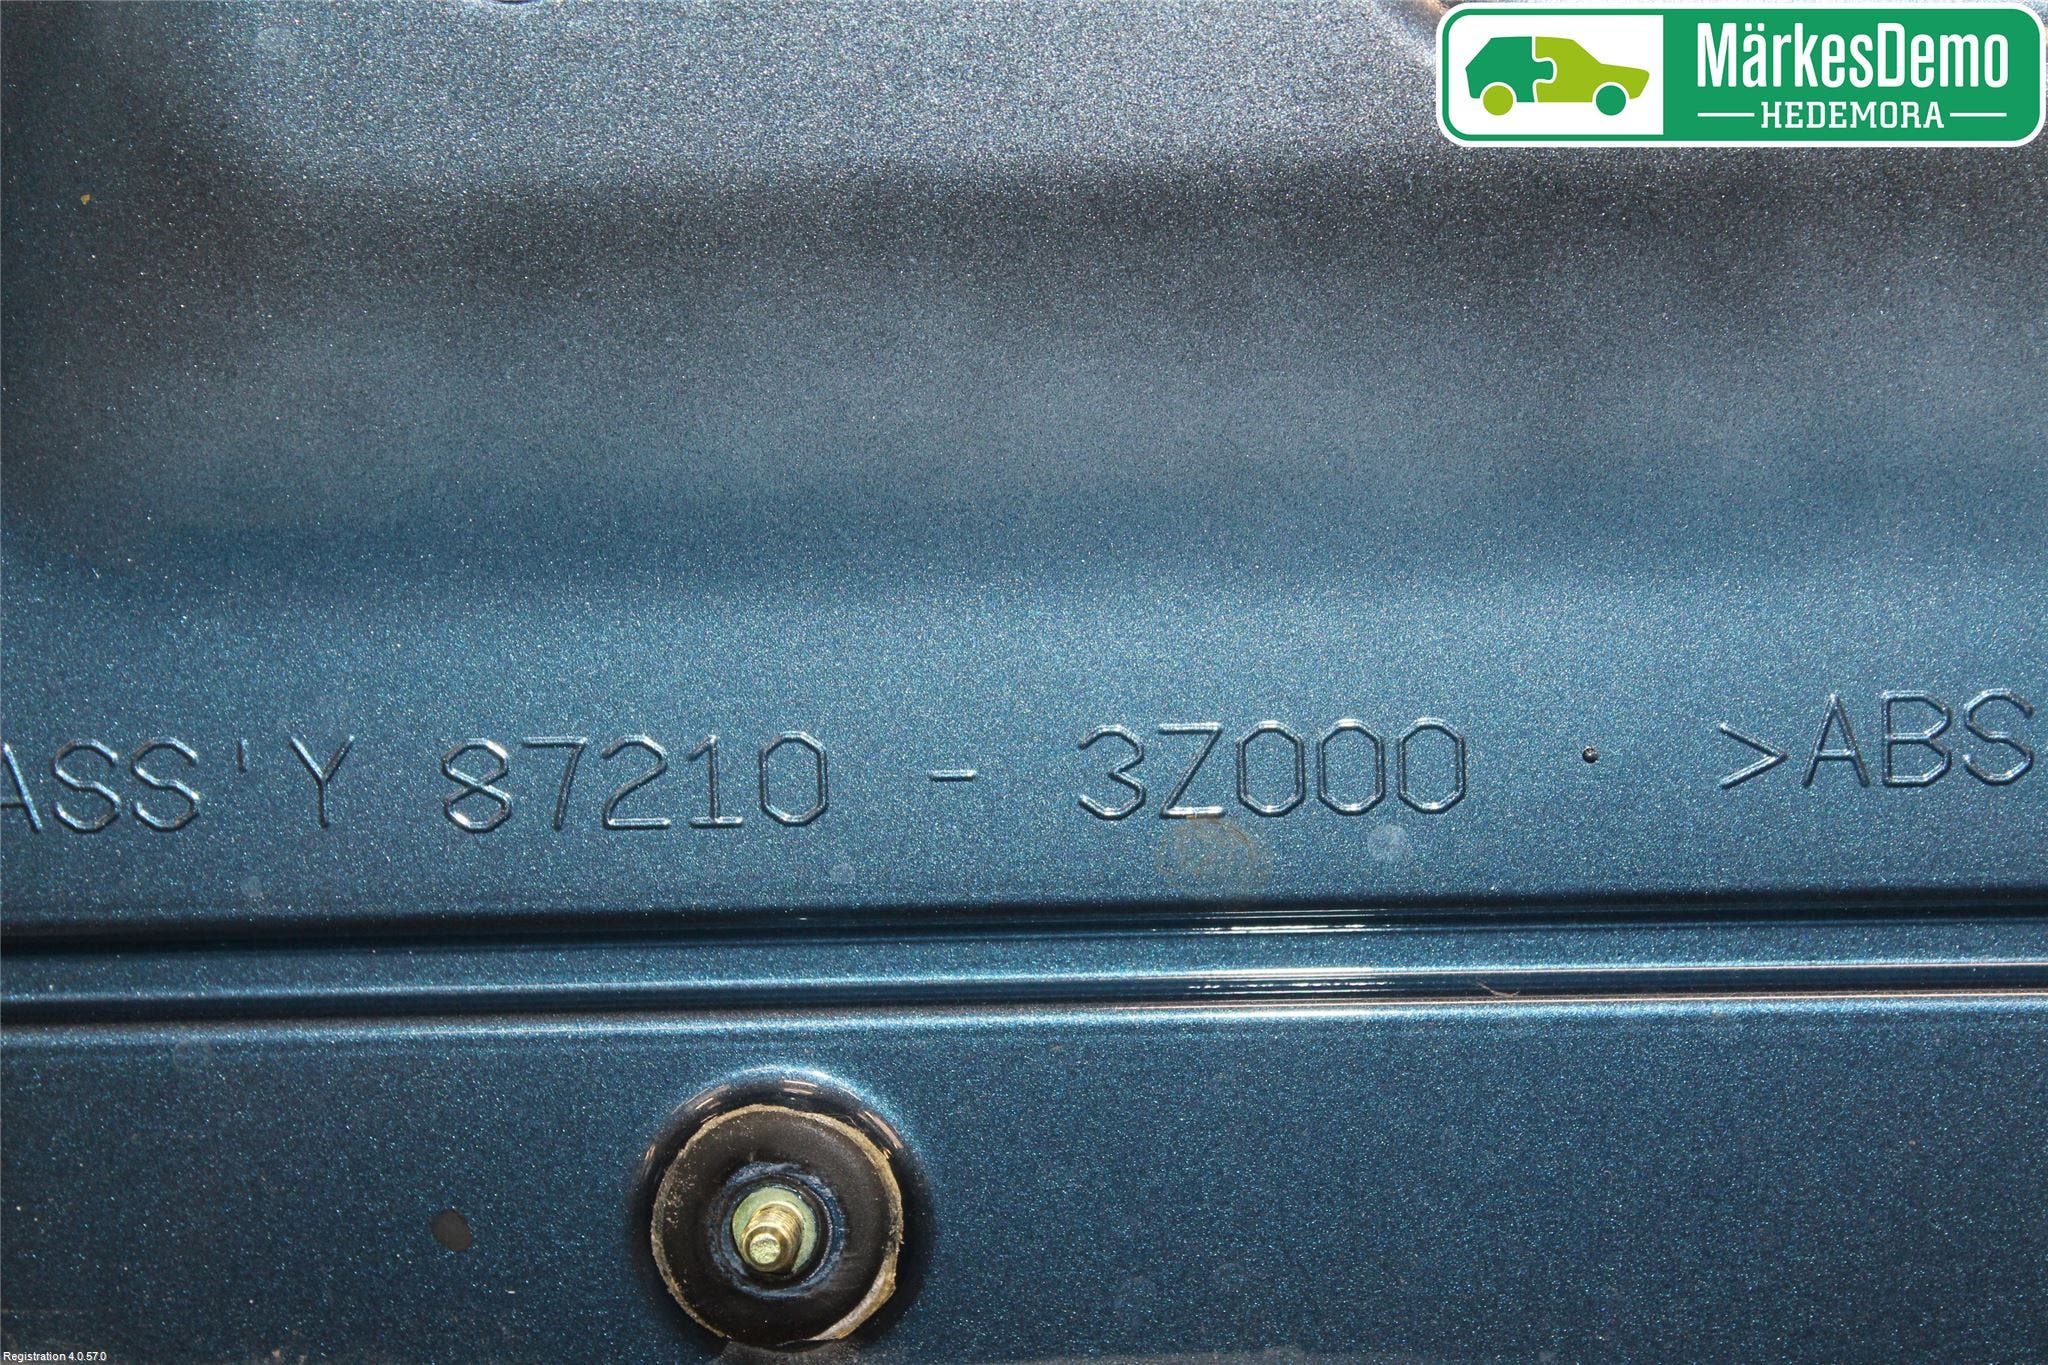 MärkesDemo
HEDEMORA
ASS'Y 87210 - 3Z000 . >ABS
Registration 4.0.57.0